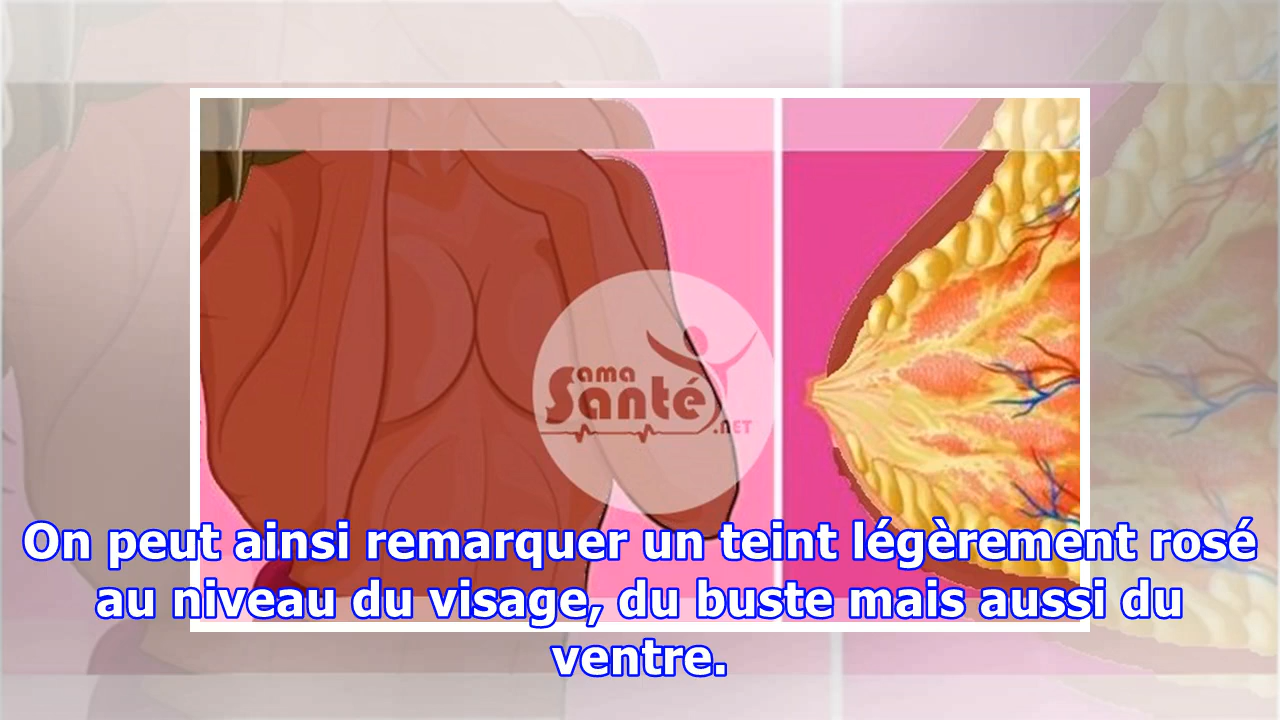 Sama
Santé
.NET
On peut ainsi remarquer un teint légèrement rosé
au niveau du visage, du buste mais aussi du
ventre.